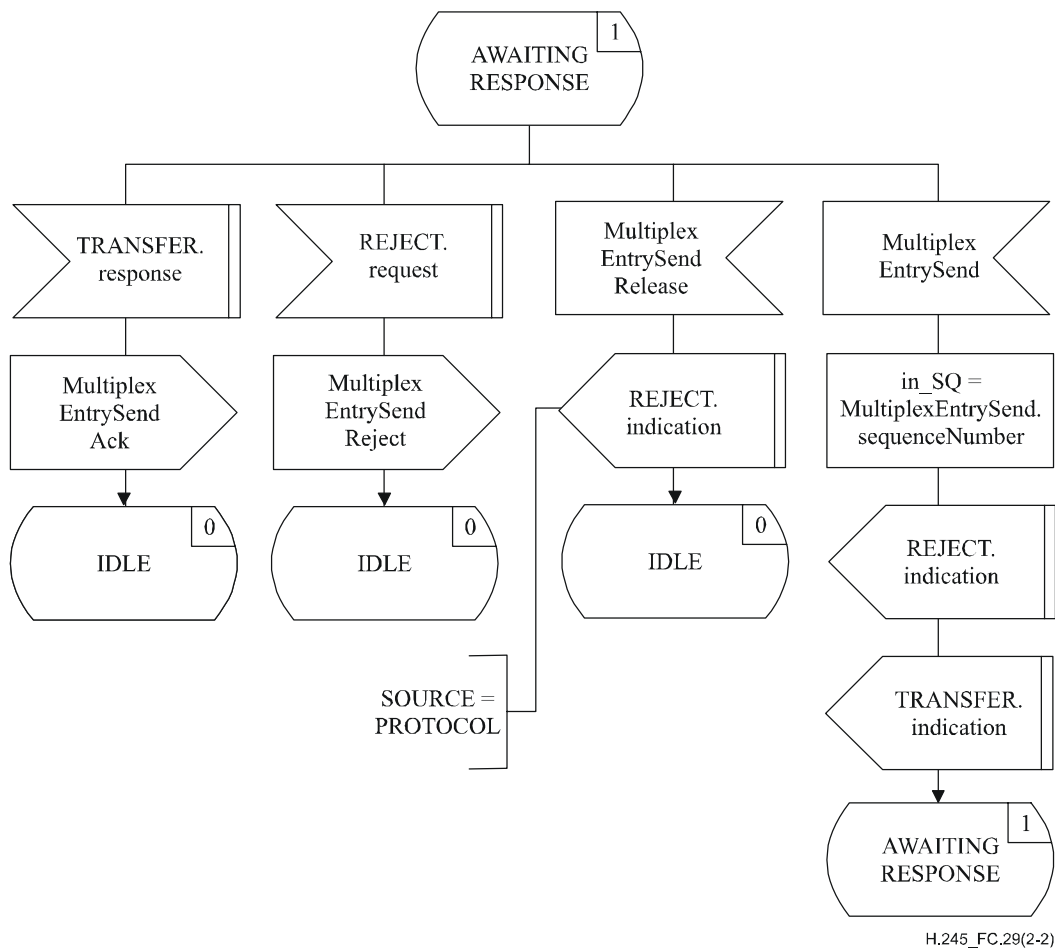 1
AWAITING
RESPONSE
TRANSFER.
response
REJECT.
request
Multiplex
EntrySend
Release
Multiplex
EntrySend
Multiplex
EntrySend
Ack
Multiplex
EntrySend
Reject
REJECT.
indication
in_SQ =
MultiplexEntrySend.
sequenceNumber
0
IDLE
0
IDLE
0
IDLE
REJECT.
indication
SOURCE =
PROTOCOL
TRANSFER.
indication
1
AWAITING
RESPONSE
H.245_FC.29(2-2)